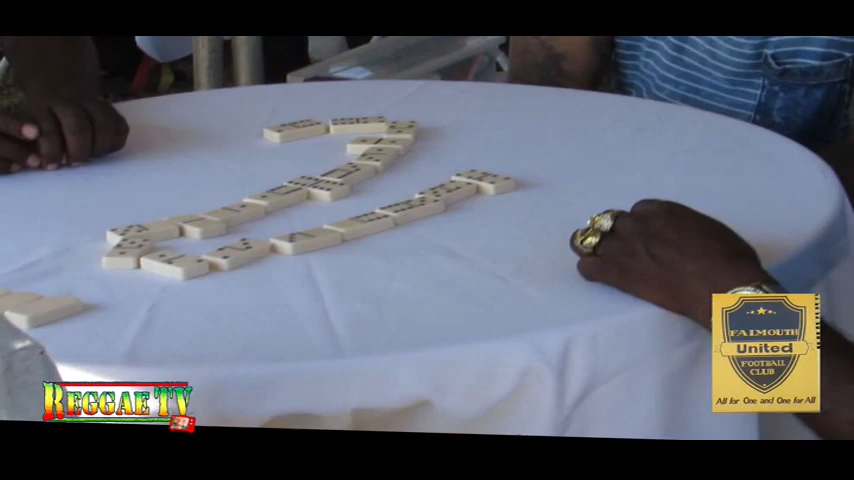 FALMOUTH
United
FOOTBALL
CLUB
All for One and One for All
REGGAE TV